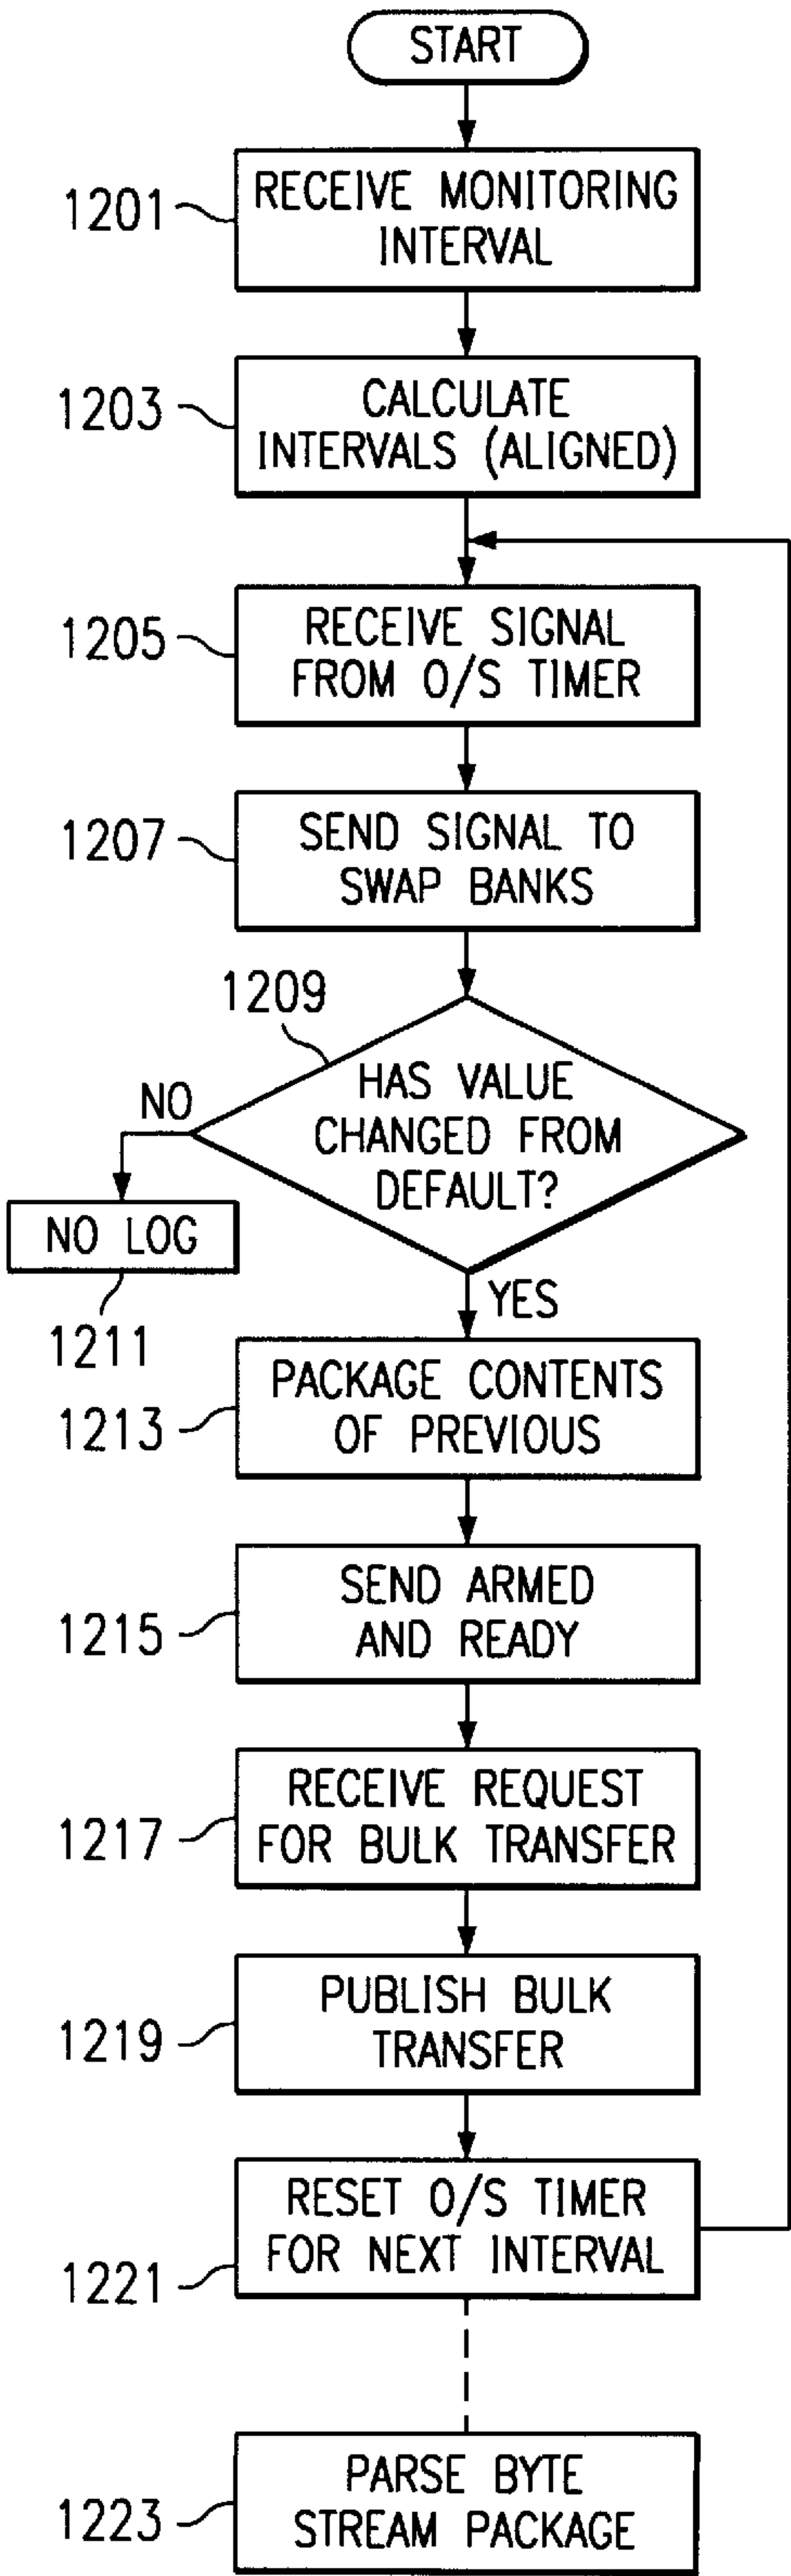 START
1201
RECEIVE MONITORING
INTERVAL
1203
CALCULATE
INTERVALS (ALIGNED)
1205
RECEIVE SIGNAL
FROM O/S TIMER
1207
SEND SIGNAL TO
SWAP BANKS
1209
HAS VALUE
CHANGED FROM
DEFAULT?
NO
NO LOG
1211
YES
1213
PACKAGE CONTENTS
OF PREVIOUS
1215
SEND ARMED
AND READY
1217
RECEIVE REQUEST
FOR BULK TRANSFER
1219
PUBLISH BULK
TRANSFER
1221
RESET O/S TIMER
FOR NEXT INTERVAL
1223
PARSE BYTE
STREAM PACKAGE